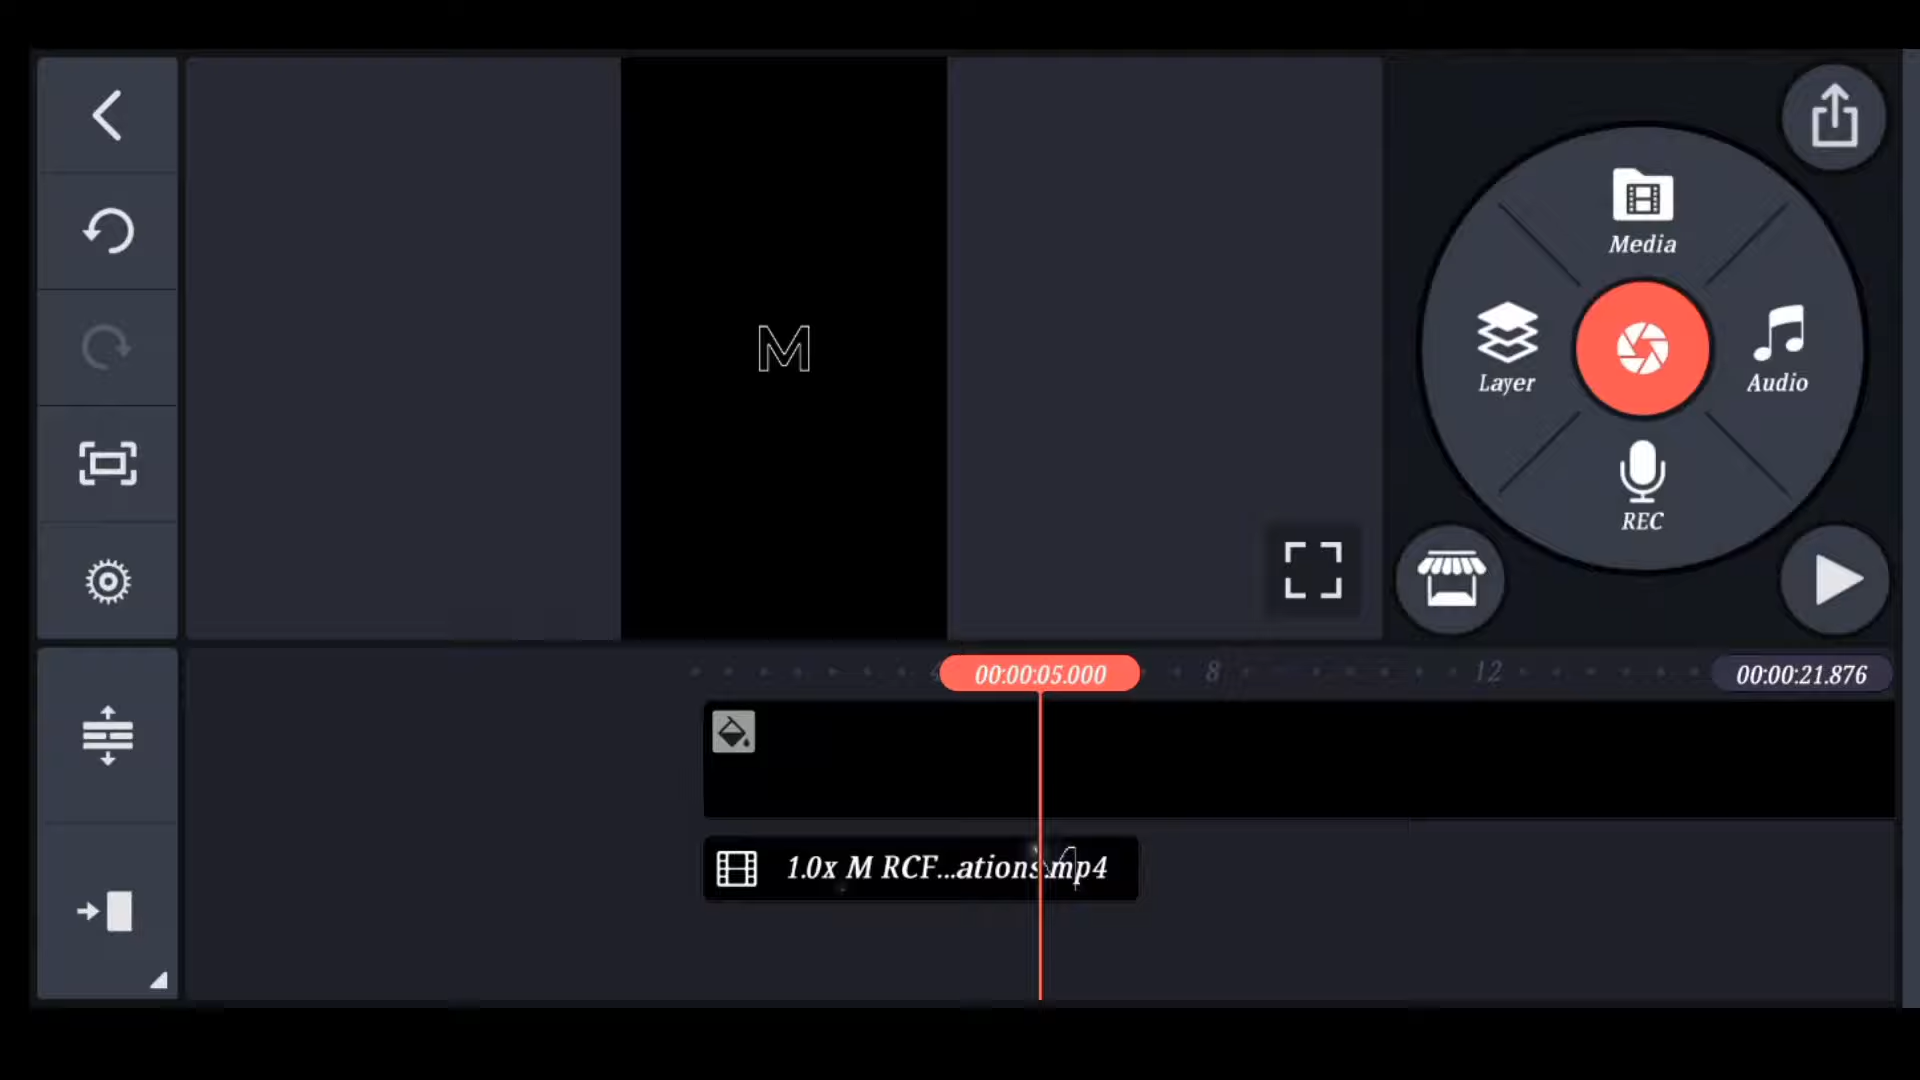 M
Media
Layer
Audio
REC
4
00:00:05.000
8
12
00:00:21.876
1.0x M RCF...ations.mp4